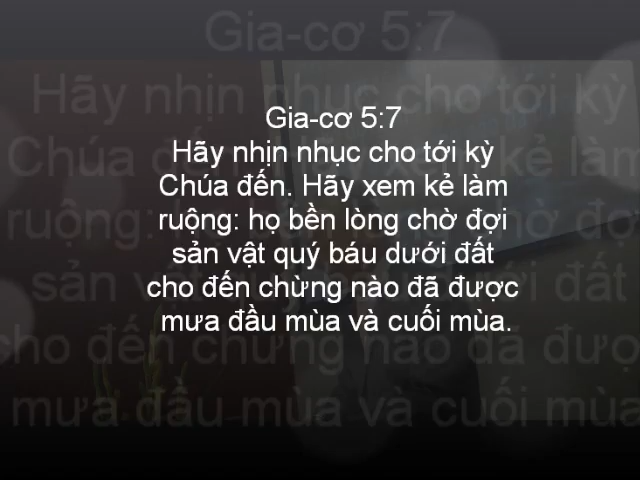 Gia-cơ 5:7
Hãy nhịn nhục cho tới kỳ
Chúa đến. Hãy xem kẻ làm
ruộng: họ bền lòng chờ đợi
sản vật quý báu dưới đất
cho đến chừng nào đã được
mưa đầu mùa và cuối mùa.